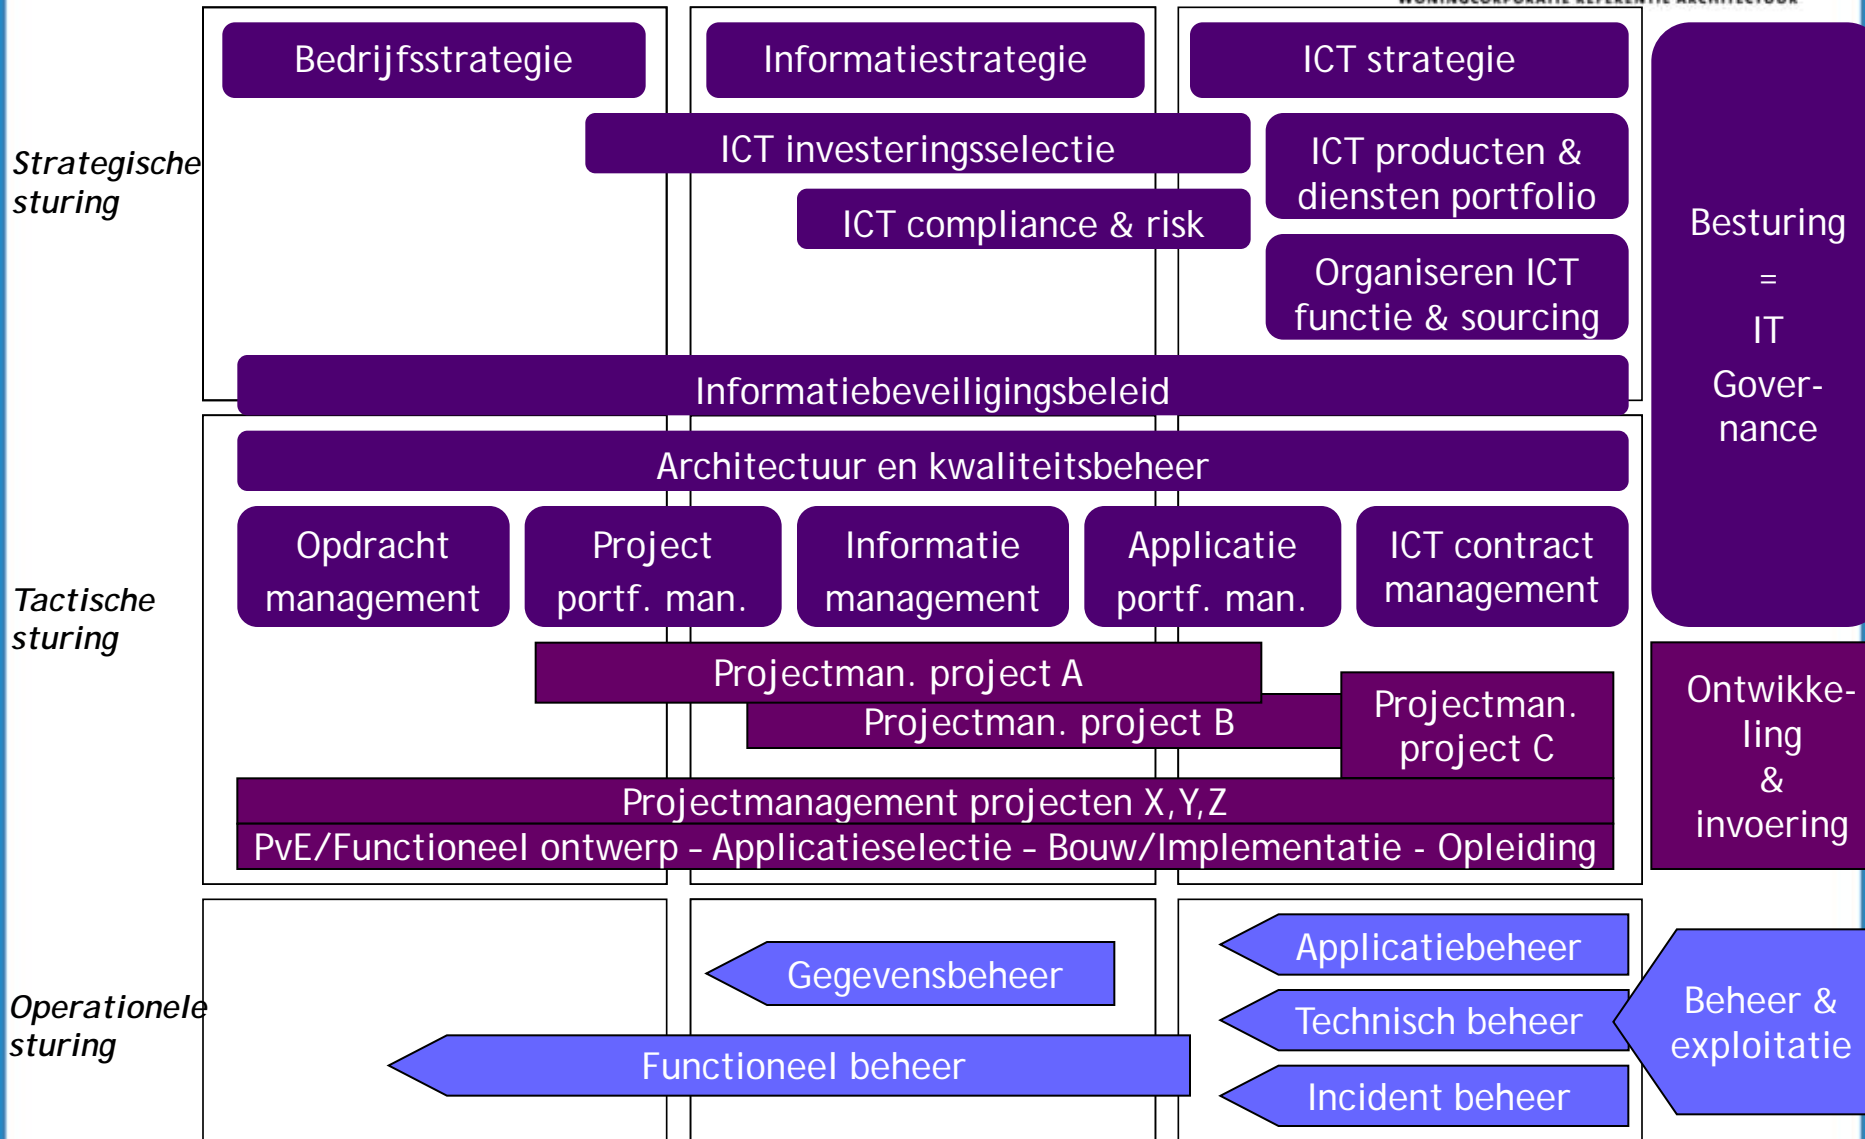 WONINGCORPORATIE REFERENTIE ARCHITECTUUR
Bedrijfsstrategie
Informatiestrategie
ICT strategie
Strategische
sturing
ICT investeringsselectie
ICT compliance & risk
ICT producten &
diensten portfolio
Organiseren ICT
functie & sourcing
Informatiebeveiligingsbeleid
Besturing
=
IT
Gover-
nance
Tactische
sturing
Architectuur en kwaliteitsbeheer
Opdracht
management
Project
portf. man.
Informatie
management
Applicatie
portf. man.
ICT contract
management
Projectman. project A
Projectman. project B
Projectman.
project C
Projectmanagement projecten X,Y,Z
PvE/Functioneel ontwerp – Applicatieselectie – Bouw/Implementatie - Opleiding
Ontwikke-
ling
&
invoering
Operationele
sturing
Gegevensbeheer
Functioneel beheer
Applicatiebeheer
Technisch beheer
Incident beheer
Beheer &
exploitatie